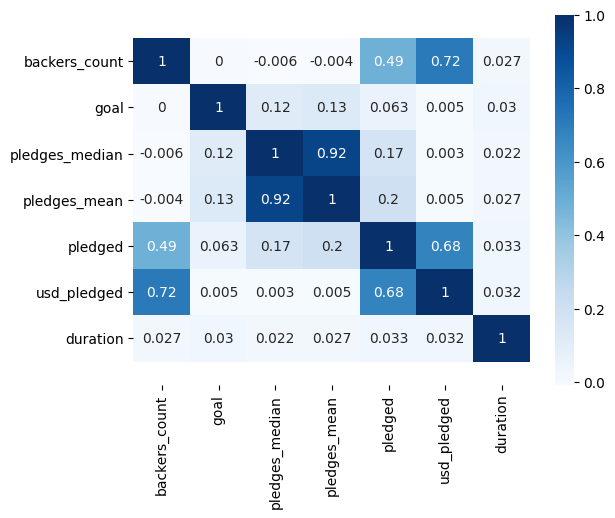 backers_count 1 0 -0.006 -0.004 0.49 0.72 0.027
goal 0 1 0.12 0.13 0.063 0.005 0.03
pledges_median -0.006 0.12 1 0.92 0.17 0.003 0.022
pledges_mean -0.004 0.13 0.92 1 0.2 0.005 0.027
pledged 0.49 0.063 0.17 0.2 1 0.68 0.033
usd_pledged 0.72 0.005 0.003 0.005 0.68 1 0.032
duration 0.027 0.03 0.022 0.027 0.033 0.032 1
backers_count
goal
pledges_median
pledges_mean
pledged
usd_pledged
duration
1.0
0.8
0.6
0.4
0.2
0.0